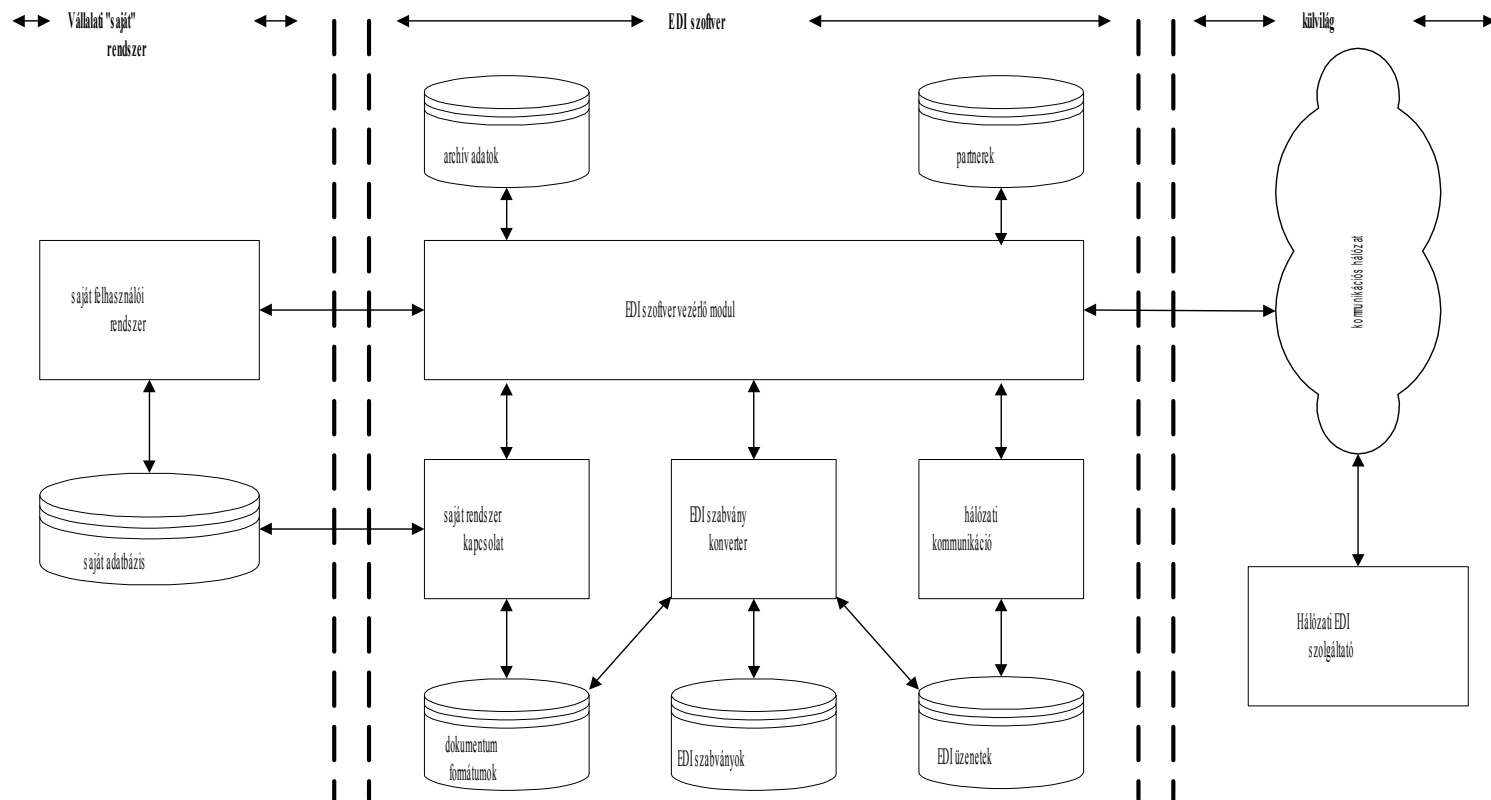 Vállalati "saját"
rendszer
EDI szoftver
külvilág
archív adatok
partnerek
saját felhasználói
rendszer
EDI szoftver vezérlő modul
kommunikációs hálózat
saját adatbázis
saját rendszer
kapcsolat
EDI szabvány
konverter
hálózati
kommunikáció
Hálózati EDI
szolgáltató
dokumentum
formátumok
EDI szabványok
EDI üzenetek